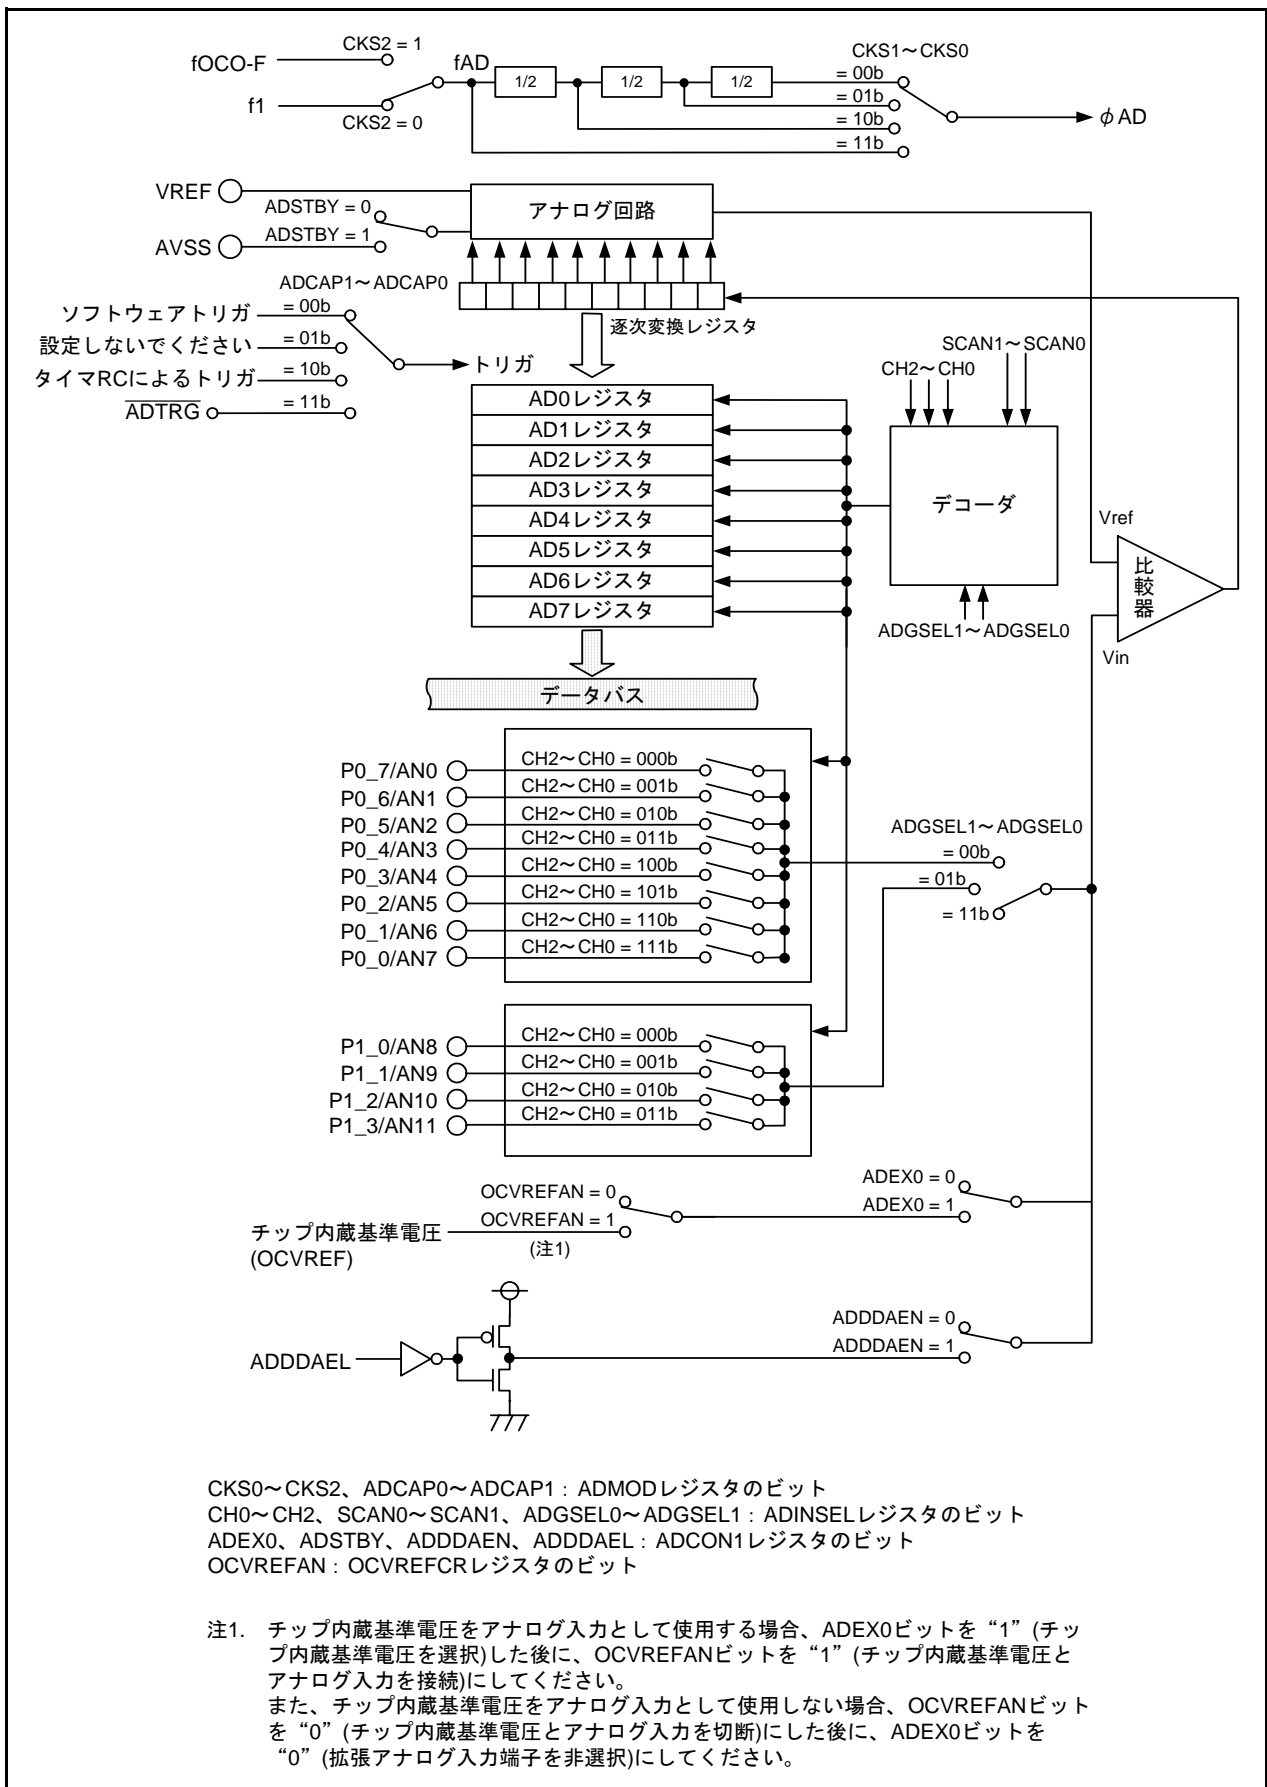 fOCO-F
CKS2 = 1
fAD
1/2
1/2
1/2
CKS1～CKS0
= 00b
= 01b
= 10b
= 11b
φAD
f1
CKS2 = 0
VREF
AVSS
ADSTBY = 0
ADSTBY = 1
アナログ回路
ADCAP1～ADCAP0
ソフトウェアトリガ
= 00b
設定しないでください
= 01b
タイマRCによるトリガ
= 10b
ADTRG
= 11b
トリガ
逐次変換レジスタ
SCAN1～SCAN0
CH2～CH0
デコーダ
ADGSEL1～ADGSEL0
Vref
比較器
Vin
AD0レジスタ
AD1レジスタ
AD2レジスタ
AD3レジスタ
AD4レジスタ
AD5レジスタ
AD6レジスタ
AD7レジスタ
データバス
P0_7/AN0 CH2～CH0 = 000b
P0_6/AN1 CH2～CH0 = 001b
P0_5/AN2 CH2～CH0 = 010b
P0_4/AN3 CH2～CH0 = 011b
P0_3/AN4 CH2～CH0 = 100b
P0_2/AN5 CH2～CH0 = 101b
P0_1/AN6 CH2～CH0 = 110b
P0_0/AN7 CH2～CH0 = 111b
ADGSEL1～ADGSEL0
= 00b
= 01b
= 11b
P1_0/AN8 CH2～CH0 = 000b
P1_1/AN9 CH2～CH0 = 001b
P1_2/AN10 CH2～CH0 = 010b
P1_3/AN11 CH2～CH0 = 011b
OCVREFAN = 0
OCVREFAN = 1
(注1)
チップ内蔵基準電圧
(OCVREF)
ADEX0 = 0
ADEX0 = 1
ADDDAEL
ADDDAEN = 0
ADDDAEN = 1
CKS0～CKS2、ADCAP0～ADCAP1 : ADMODレジスタのビット
CH0～CH2、SCAN0～SCAN1、ADGSEL0～ADGSEL1 : ADINSELレジスタのビット
ADEX0、ADSTBY、ADDDAEN、ADDDAEL : ADCON1レジスタのビット
OCVREFAN : OCVREFCRレジスタのビット
注1. チップ内蔵基準電圧をアナログ入力として使用する場合、ADEX0ビットを“1”(チッ
プ内蔵基準電圧を選択)した後に、OCVREFANビットを“1”(チップ内蔵基準電圧と
アナログ入力を接続)にしてください。
また、チップ内蔵基準電圧をアナログ入力として使用しない場合、OCVREFANビット
を“0”(チップ内蔵基準電圧とアナログ入力を切断)にした後に、ADEX0ビットを
“0”(拡張アナログ入力端子を非選択)にしてください。